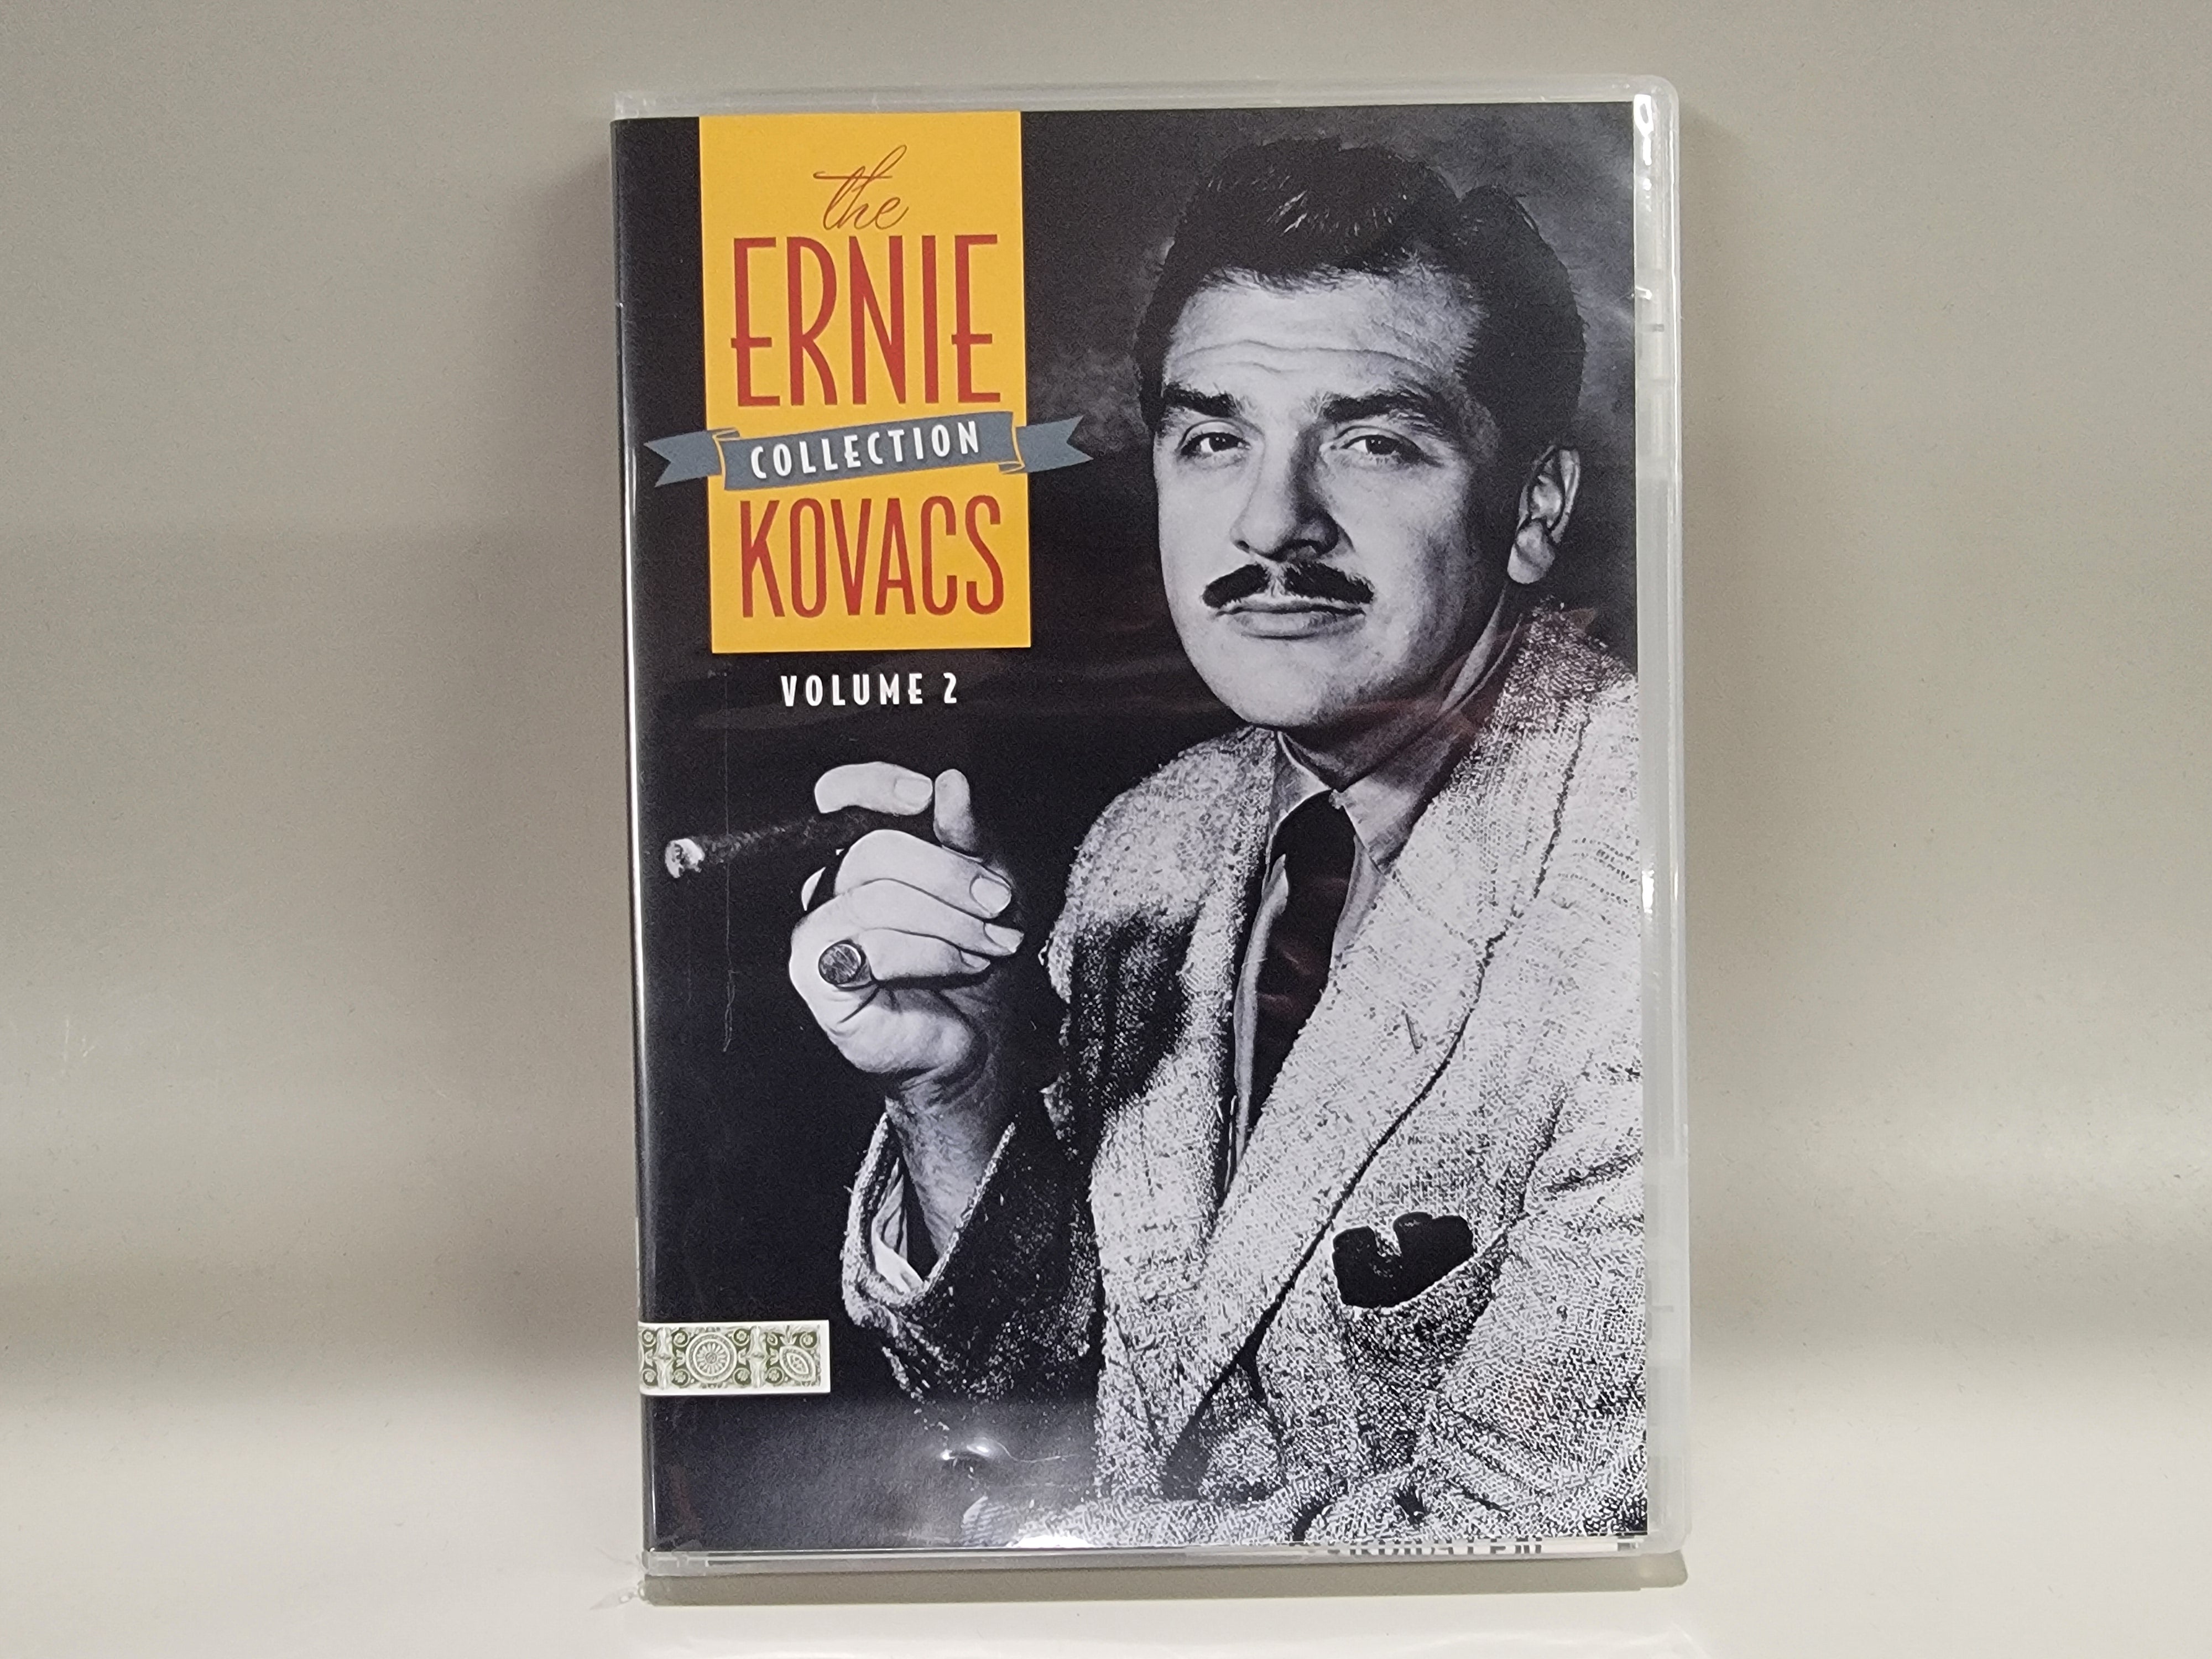 the
ERNIE
COLLECTION
KOVACS
VOLUME 2